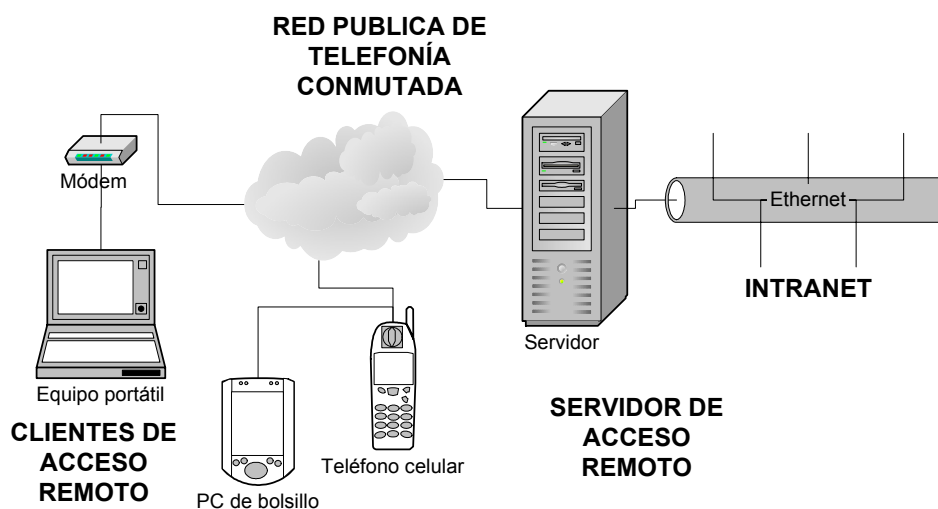 RED PUBLICA DE
TELEFONÍA
CONMUTADA
Módem
Ethernet
INTRANET
Servidor
Equipo portátil
CLIENTES DE
ACCESO
REMOTO
PC de bolsillo
Teléfono celular
SERVIDOR DE
ACCESO
REMOTO